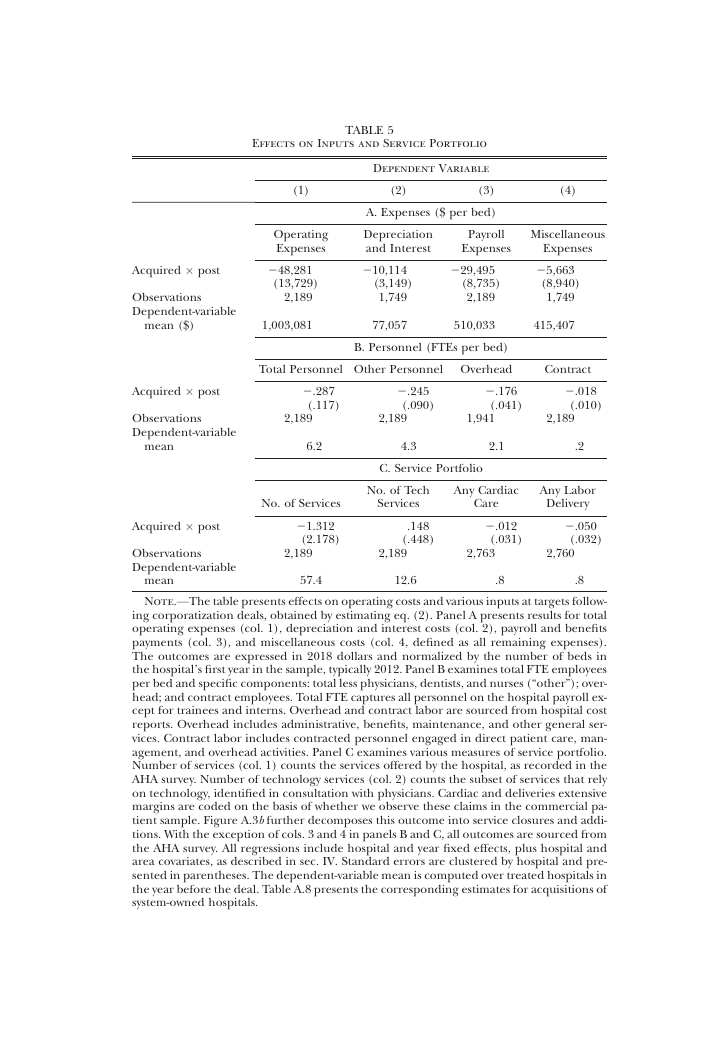 TABLE 5
Effects on Inputs and Service Portfolio
Dependent Variable
(1) (2) (3) (4)
A. Expenses ($ per bed)
Operating Expenses Depreciation and Interest Payroll Expenses Miscellaneous Expenses
Acquired × post −48,281 −10,114 −29,495 −5,663
(13,729) (3,149) (8,735) (8,940)
Observations 2,189 1,749 2,189 1,749
Dependent-variable
mean ($) 1,003,081 77,057 510,033 415,407
B. Personnel (FTEs per bed)
Total Personnel Other Personnel Overhead Contract
Acquired × post −.287 −.245 −.176 −.018
(.117) (.090) (.041) (.010)
Observations 2,189 2,189 1,941 2,189
Dependent-variable
mean 6.2 4.3 2.1 .2
C. Service Portfolio
No. of Services No. of Tech Services Any Cardiac Care Any Labor Delivery
Acquired × post −1.312 .148 −.012 −.050
(2.178) (.448) (.031) (.032)
Observations 2,189 2,189 2,763 2,760
Dependent-variable
mean 57.4 12.6 .8 .8
Note.—The table presents effects on operating costs and various inputs at targets follow-
ing corporatization deals, obtained by estimating eq. (2). Panel A presents results for total
operating expenses (col. 1), depreciation and interest costs (col. 2), payroll and benefits
payments (col. 3), and miscellaneous costs (col. 4, defined as all remaining expenses).
The outcomes are expressed in 2018 dollars and normalized by the number of beds in
the hospital's first year in the sample, typically 2012. Panel B examines total FTE employees
per bed and specific components: total less physicians, dentists, and nurses ("other"); over-
head; and contract employees. Total FTE captures all personnel on the hospital payroll ex-
cept for trainees and interns. Overhead and contract labor are sourced from hospital cost
reports. Overhead includes administrative, benefits, maintenance, and other general ser-
vices. Contract labor includes contracted personnel engaged in direct patient care, man-
agement, and overhead activities. Panel C examines various measures of service portfolio.
Number of services (col. 1) counts the services offered by the hospital, as recorded in the
AHA survey. Number of technology services (col. 2) counts the subset of services that rely
on technology, identified in consultation with physicians. Cardiac and deliveries extensive
margins are coded on the basis of whether we observe these claims in the commercial pa-
tient sample. Figure A.3b further decomposes this outcome into service closures and addi-
tions. With the exception of cols. 3 and 4 in panels B and C, all outcomes are sourced from
the AHA survey. All regressions include hospital and year fixed effects, plus hospital and
area covariates, as described in sec. IV. Standard errors are clustered by hospital and pre-
sented in parentheses. The dependent-variable mean is computed over treated hospitals in
the year before the deal. Table A.8 presents the corresponding estimates for acquisitions of
system-owned hospitals.